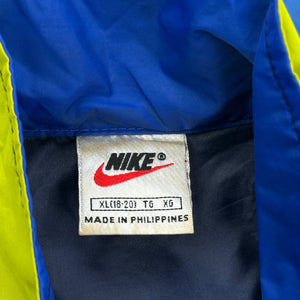 NIKE®
XL(18-20) TG XG
MADE IN PHILIPPINES